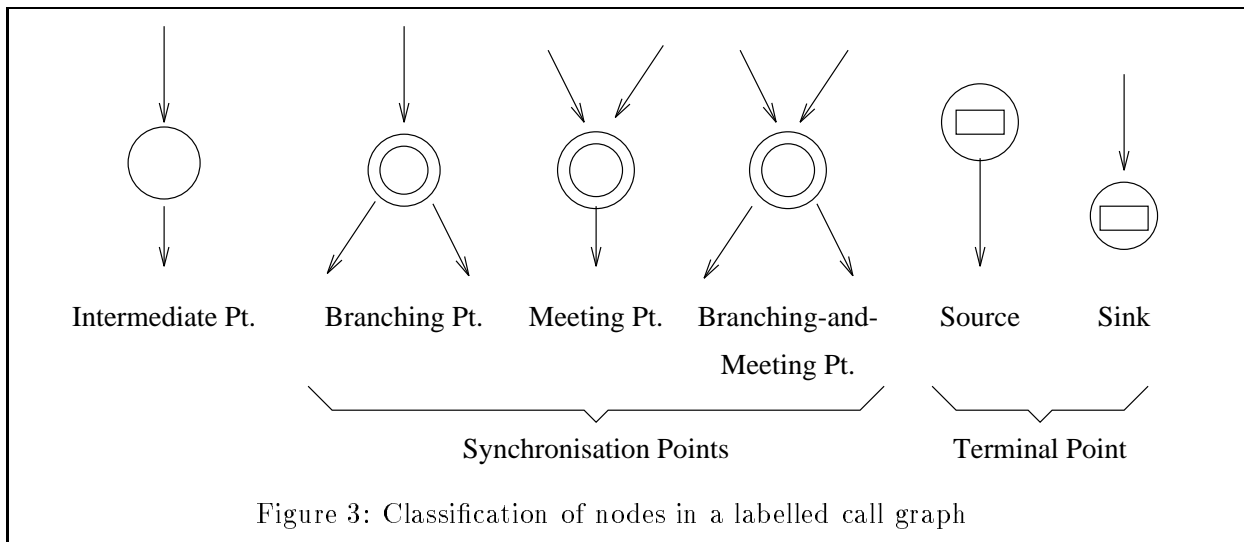 Intermediate Pt. Branching Pt. Meeting Pt. Branching-and- Source Sink
Meeting Pt.
Synchronisation Points Terminal Point
Figure 3: Classification of nodes in a labelled call graph